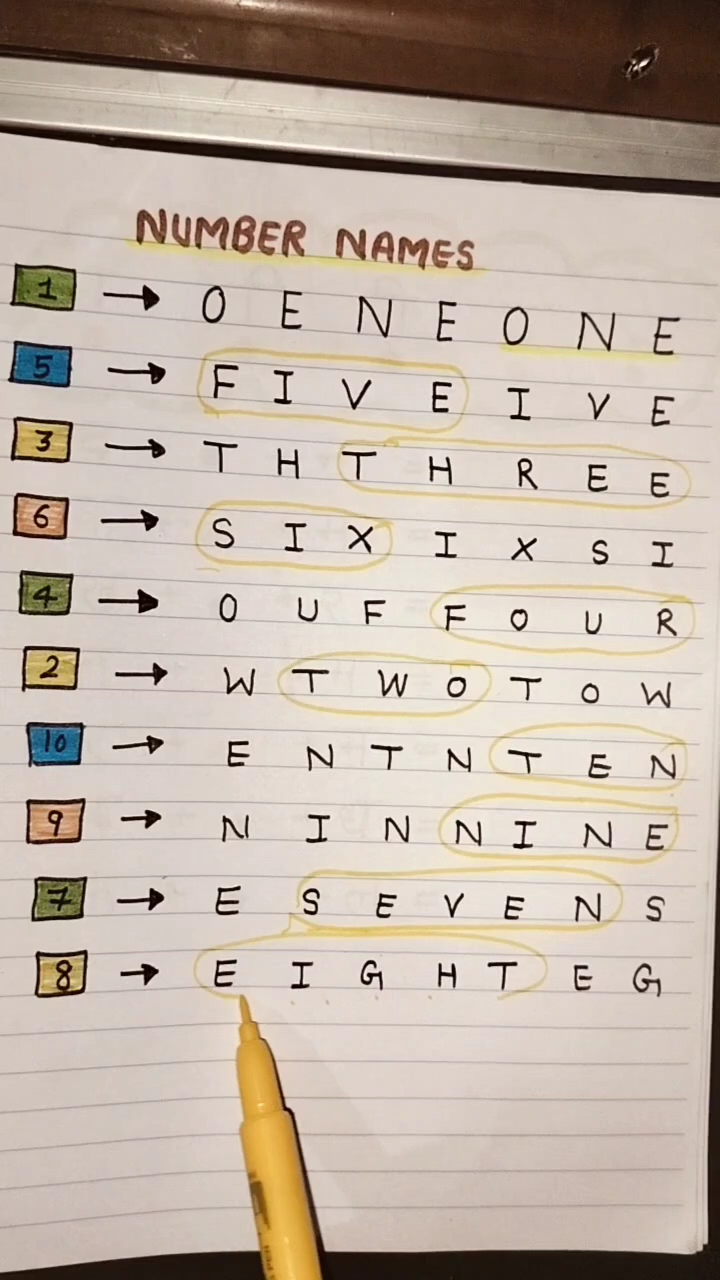 NUMBER NAMES
1 → O E N E O N E
5 → F I V E I V E
3 → T H T H R E E
6 → S I X I X S I
4 → O U F F O U R
2 → W T W O T O W
10 → E N T N T E N
9 → N I N N I N E
7 → E S E V E N S
8 → E I G H T E G